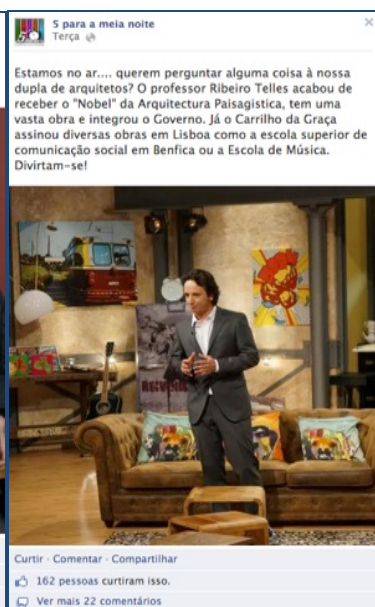 5 para a meia noite
Terça
Estamos no ar.... querem perguntar alguma coisa à nossa
dupla de arquitetos? O professor Ribeiro Telles acabou de
receber o "Nobel" da Arquitectura Paisagistica, tem uma
vasta obra e integrou o Governo. Já o Carrilho da Graça
assinou diversas obras em Lisboa como a escola superior de
comunicação social em Benfica ou a Escola de Música.
Divirtam-se!
Curtir · Comentar · Compartilhar
162 pessoas curtiram isso.
Ver mais 22 comentários